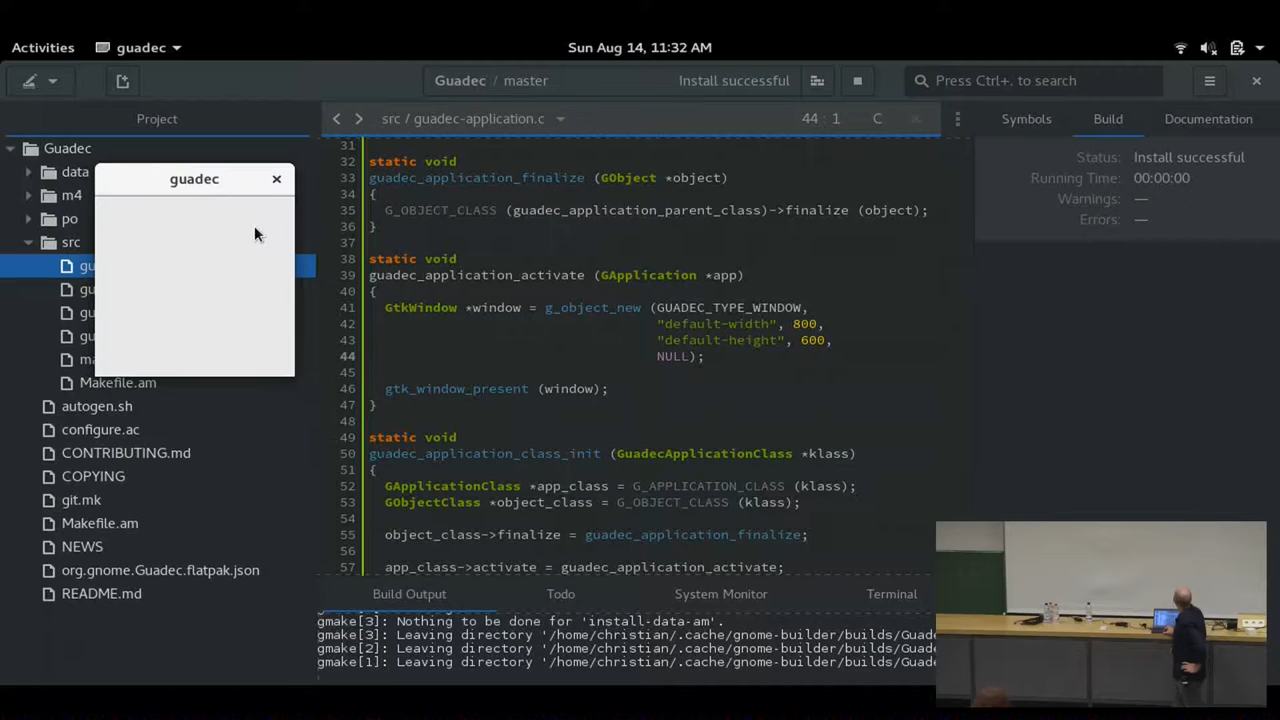 Activities
guadec
Sun Aug 14, 11:32 AM
Guadec / master
Install successful
Press Ctrl+. to search
Project
Guadec
data
m4
po
src
gu
gu
gu
gu
ma
Makefile.am
autogen.sh
configure.ac
CONTRIBUTING.md
COPYING
git.mk
Makefile.am
NEWS
org.gnome.Guadec.flatpak.json
README.md
guadec
src / guadec-application.c
44 : 1
C
31
32 static void
33 guadec_application_finalize (GObject *object)
34 {
35 G_OBJECT_CLASS (guadec_application_parent_class)->finalize (object);
36 }
37
38 static void
39 guadec_application_activate (GApplication *app)
40 {
41 GtkWindow *window = g_object_new (GUADEC_TYPE_WINDOW,
42 "default-width", 800,
43 "default-height", 600,
44 NULL);
45
46 gtk_window_present (window);
47 }
48
49 static void
50 guadec_application_class_init (GuadecApplicationClass *klass)
51 {
52 GApplicationClass *app_class = G_APPLICATION_CLASS (klass);
53 GObjectClass *object_class = G_OBJECT_CLASS (klass);
54
55 object_class->finalize = guadec_application_finalize;
56
57 app_class->activate = guadec_application_activate;
Symbols
Build
Documentation
Status: Install successful
Running Time: 00:00:00
Warnings: —
Errors: —
Build Output
Todo
System Monitor
Terminal
gmake[3]: Nothing to be done for 'install-data-am'.
gmake[3]: Leaving directory '/home/christian/.cache/gnome-builder/builds/Guade
gmake[2]: Leaving directory '/home/christian/.cache/gnome-builder/builds/Guade
gmake[1]: Leaving directory '/home/christian/.cache/gnome-builder/builds/Guade